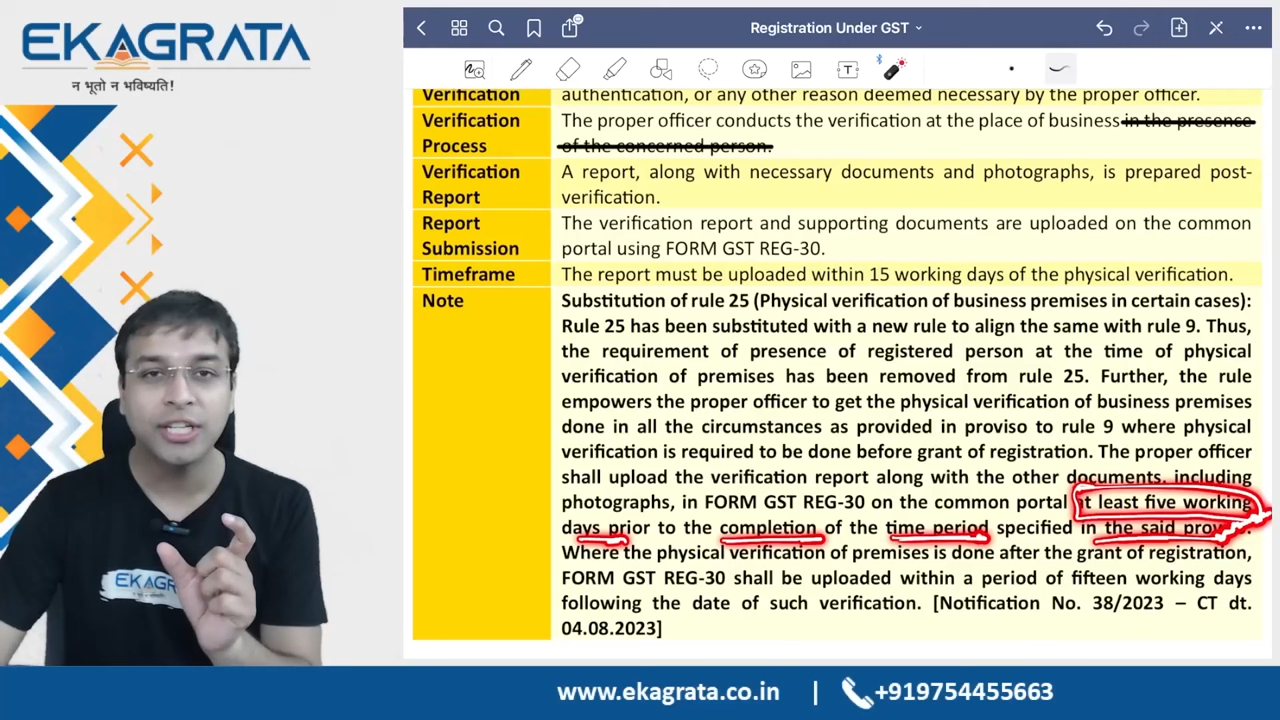 EKAGRATA
न भूतो न भविष्यति!
Registration Under GST
T
Verification authentication, or any other reason deemed necessary by the proper officer.
Verification The proper officer conducts the verification at the place of business in the presence
Process of the concerned person.
Verification A report, along with necessary documents and photographs, is prepared post-
Report verification.
Report The verification report and supporting documents are uploaded on the common
Submission portal using FORM GST REG-30.
Timeframe The report must be uploaded within 15 working days of the physical verification.
Note Substitution of rule 25 (Physical verification of business premises in certain cases):
Rule 25 has been substituted with a new rule to align the same with rule 9. Thus,
the requirement of presence of registered person at the time of physical
verification of premises has been removed from rule 25. Further, the rule
empowers the proper officer to get the physical verification of business premises
done in all the circumstances as provided in proviso to rule 9 where physical
verification is required to be done before grant of registration. The proper officer
shall upload the verification report along with the other documents, including
photographs, in FORM GST REG-30 on the common portal at least five working
days prior to the completion of the time period specified in the said
Where the physical verification of premises is done after the grant of registration,
FORM GST REG-30 shall be uploaded within a period of fifteen working days
following the date of such verification. [Notification No. 38/2023 – CT dt.
04.08.2023]
EKAGRATA
www.ekagrata.co.in | +919754455663